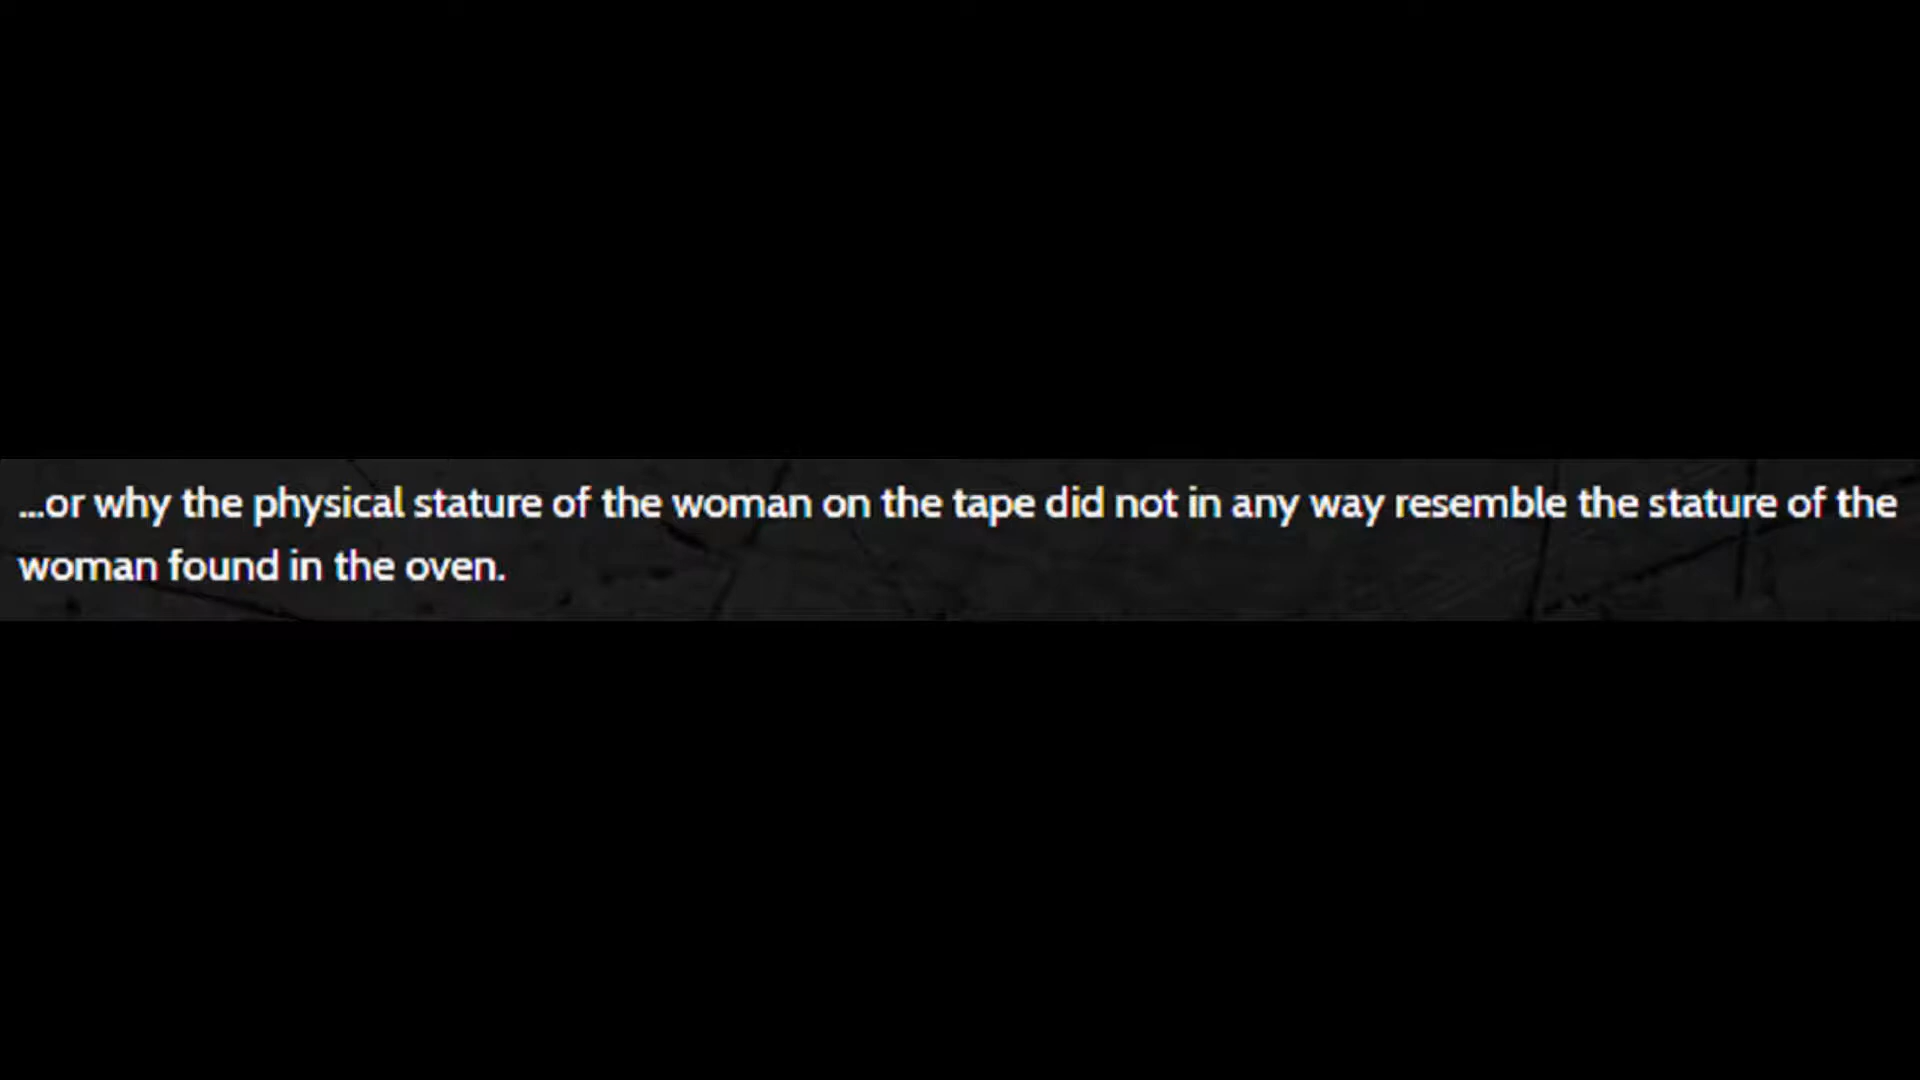 ...or why the physical stature of the woman on the tape did not in any way resemble the stature of the
woman found in the oven.